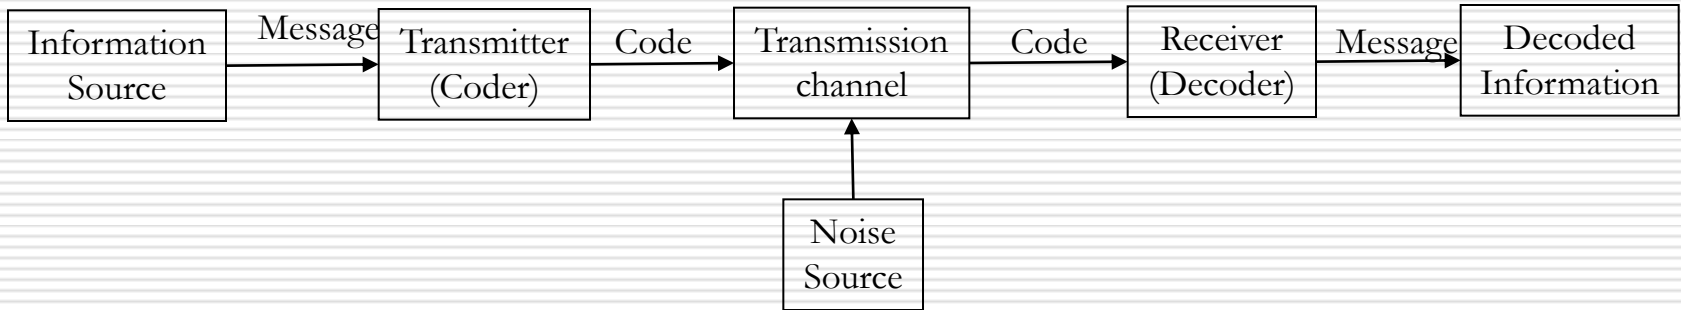 Information
Source
Message
Transmitter
(Coder)
Code
Transmission
channel
Code
Receiver
(Decoder)
Message
Decoded
Information
Noise
Source